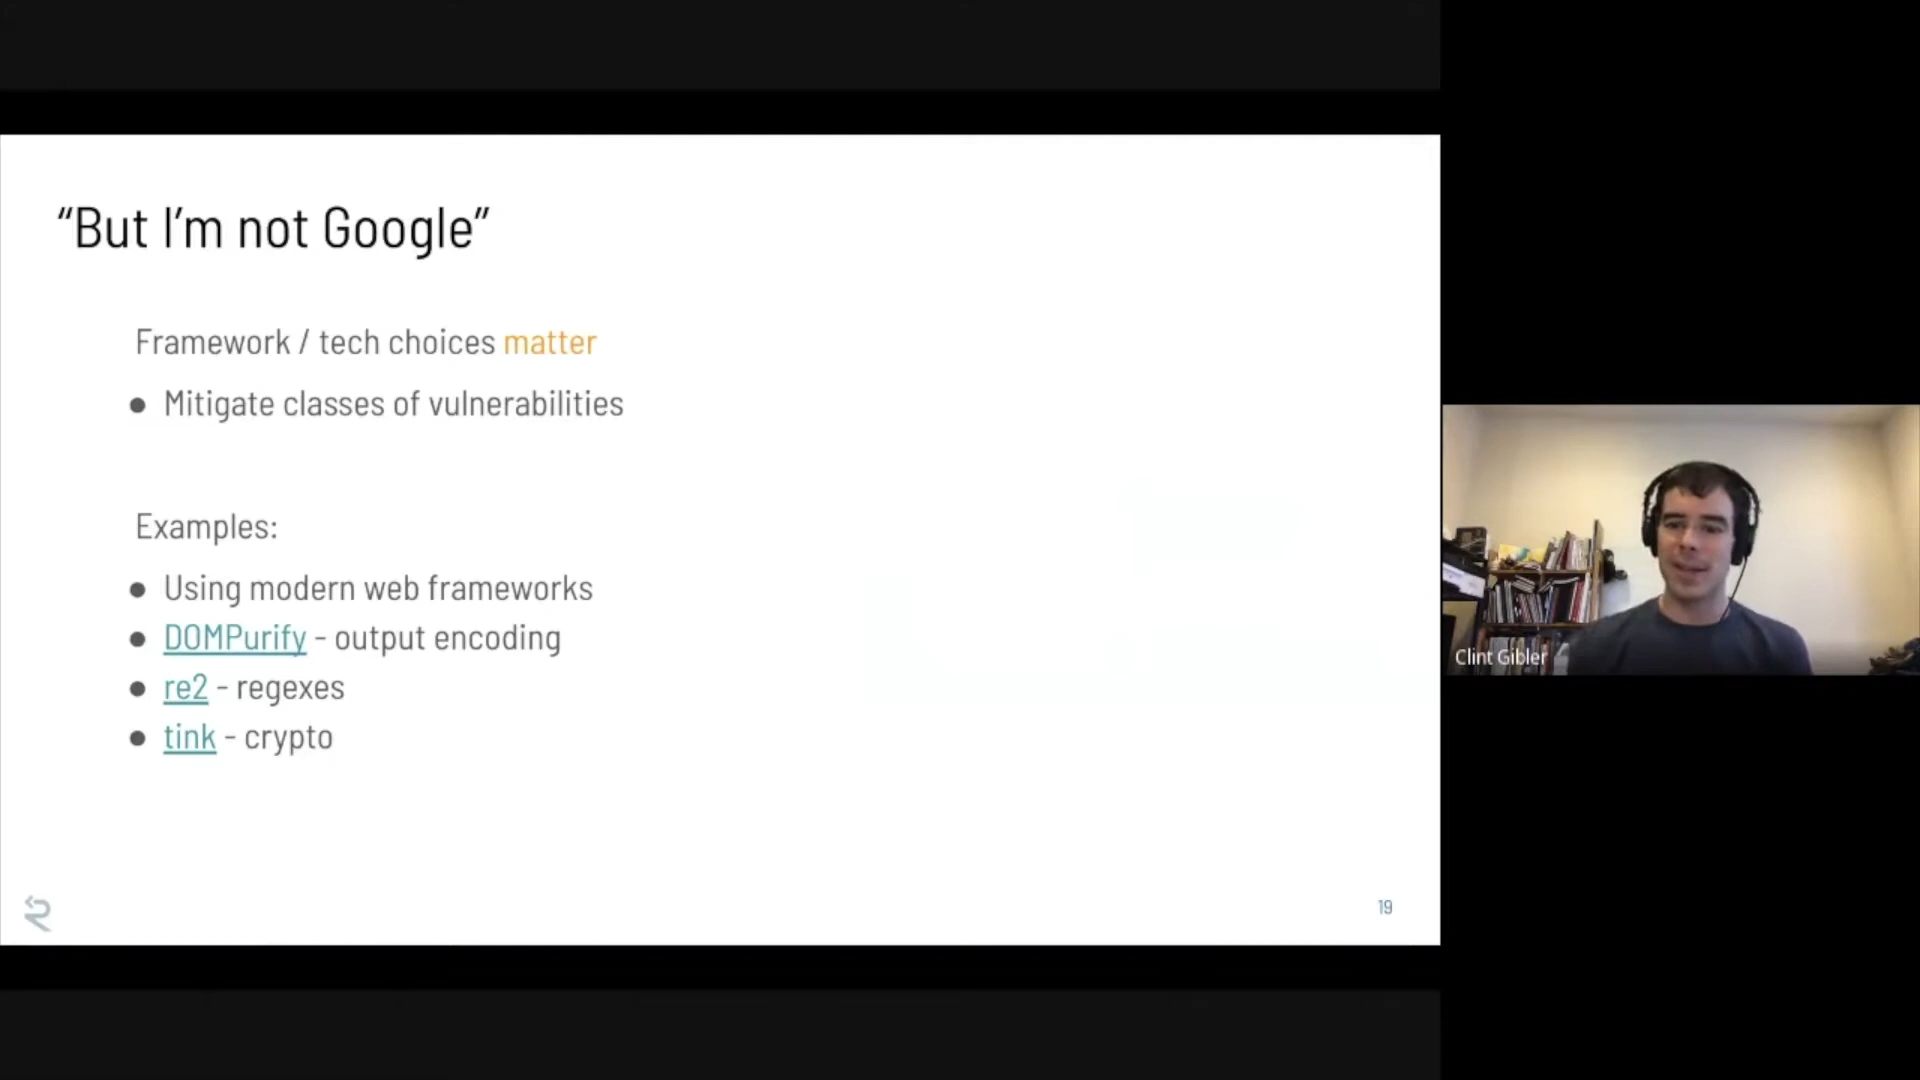 “But I’m not Google”
Framework / tech choices matter
● Mitigate classes of vulnerabilities
Examples:
● Using modern web frameworks
● DOMPurify - output encoding
● re2 - regexes
● tink - crypto
19
Clint Gibler